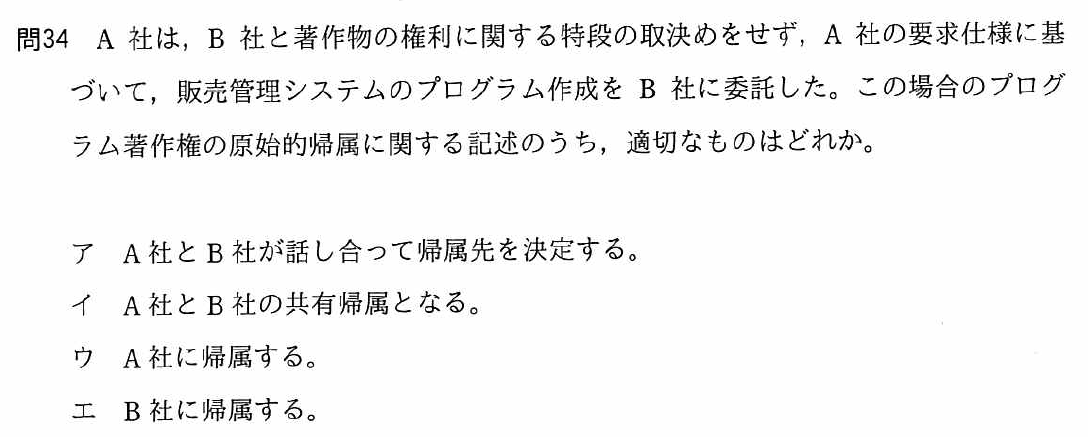 問34 A 社は，B 社と著作物の権利に関する特段の取決めをせず，A 社の要求仕様に基
づいて，販売管理システムのプログラム作成を B 社に委託した。この場合のプログ
ラム著作権の原始的帰属に関する記述のうち，適切なものはどれか。
ア A 社と B 社が話し合って帰属先を決定する。
イ A 社と B 社の共有帰属となる。
ウ A 社に帰属する。
エ B 社に帰属する。